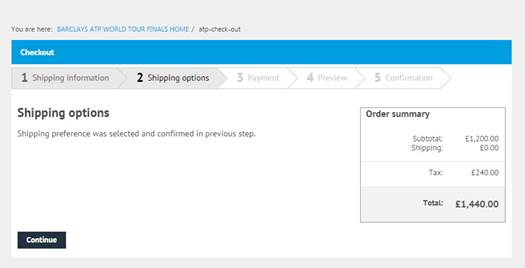 You are here: BARCLAYS ATP WORLD TOUR FINALS HOME / atp-check-out
Checkout
1 Shipping information 2 Shipping options 3 Payment 4 Preview 5 Confirmation
Shipping options
Shipping preference was selected and confirmed in previous step.
Order summary
Subtotal: £1,200.00
Shipping: £0.00
Tax: £240.00
Total: £1,440.00
Continue